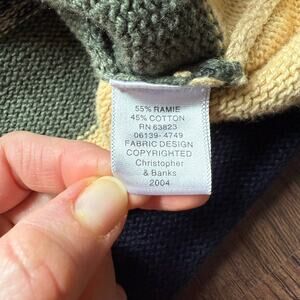 55% RAMIE
45% COTTON
RN 63823
06139-4749
FABRIC DESIGN
COPYRIGHTED
Christopher
& Banks
2004